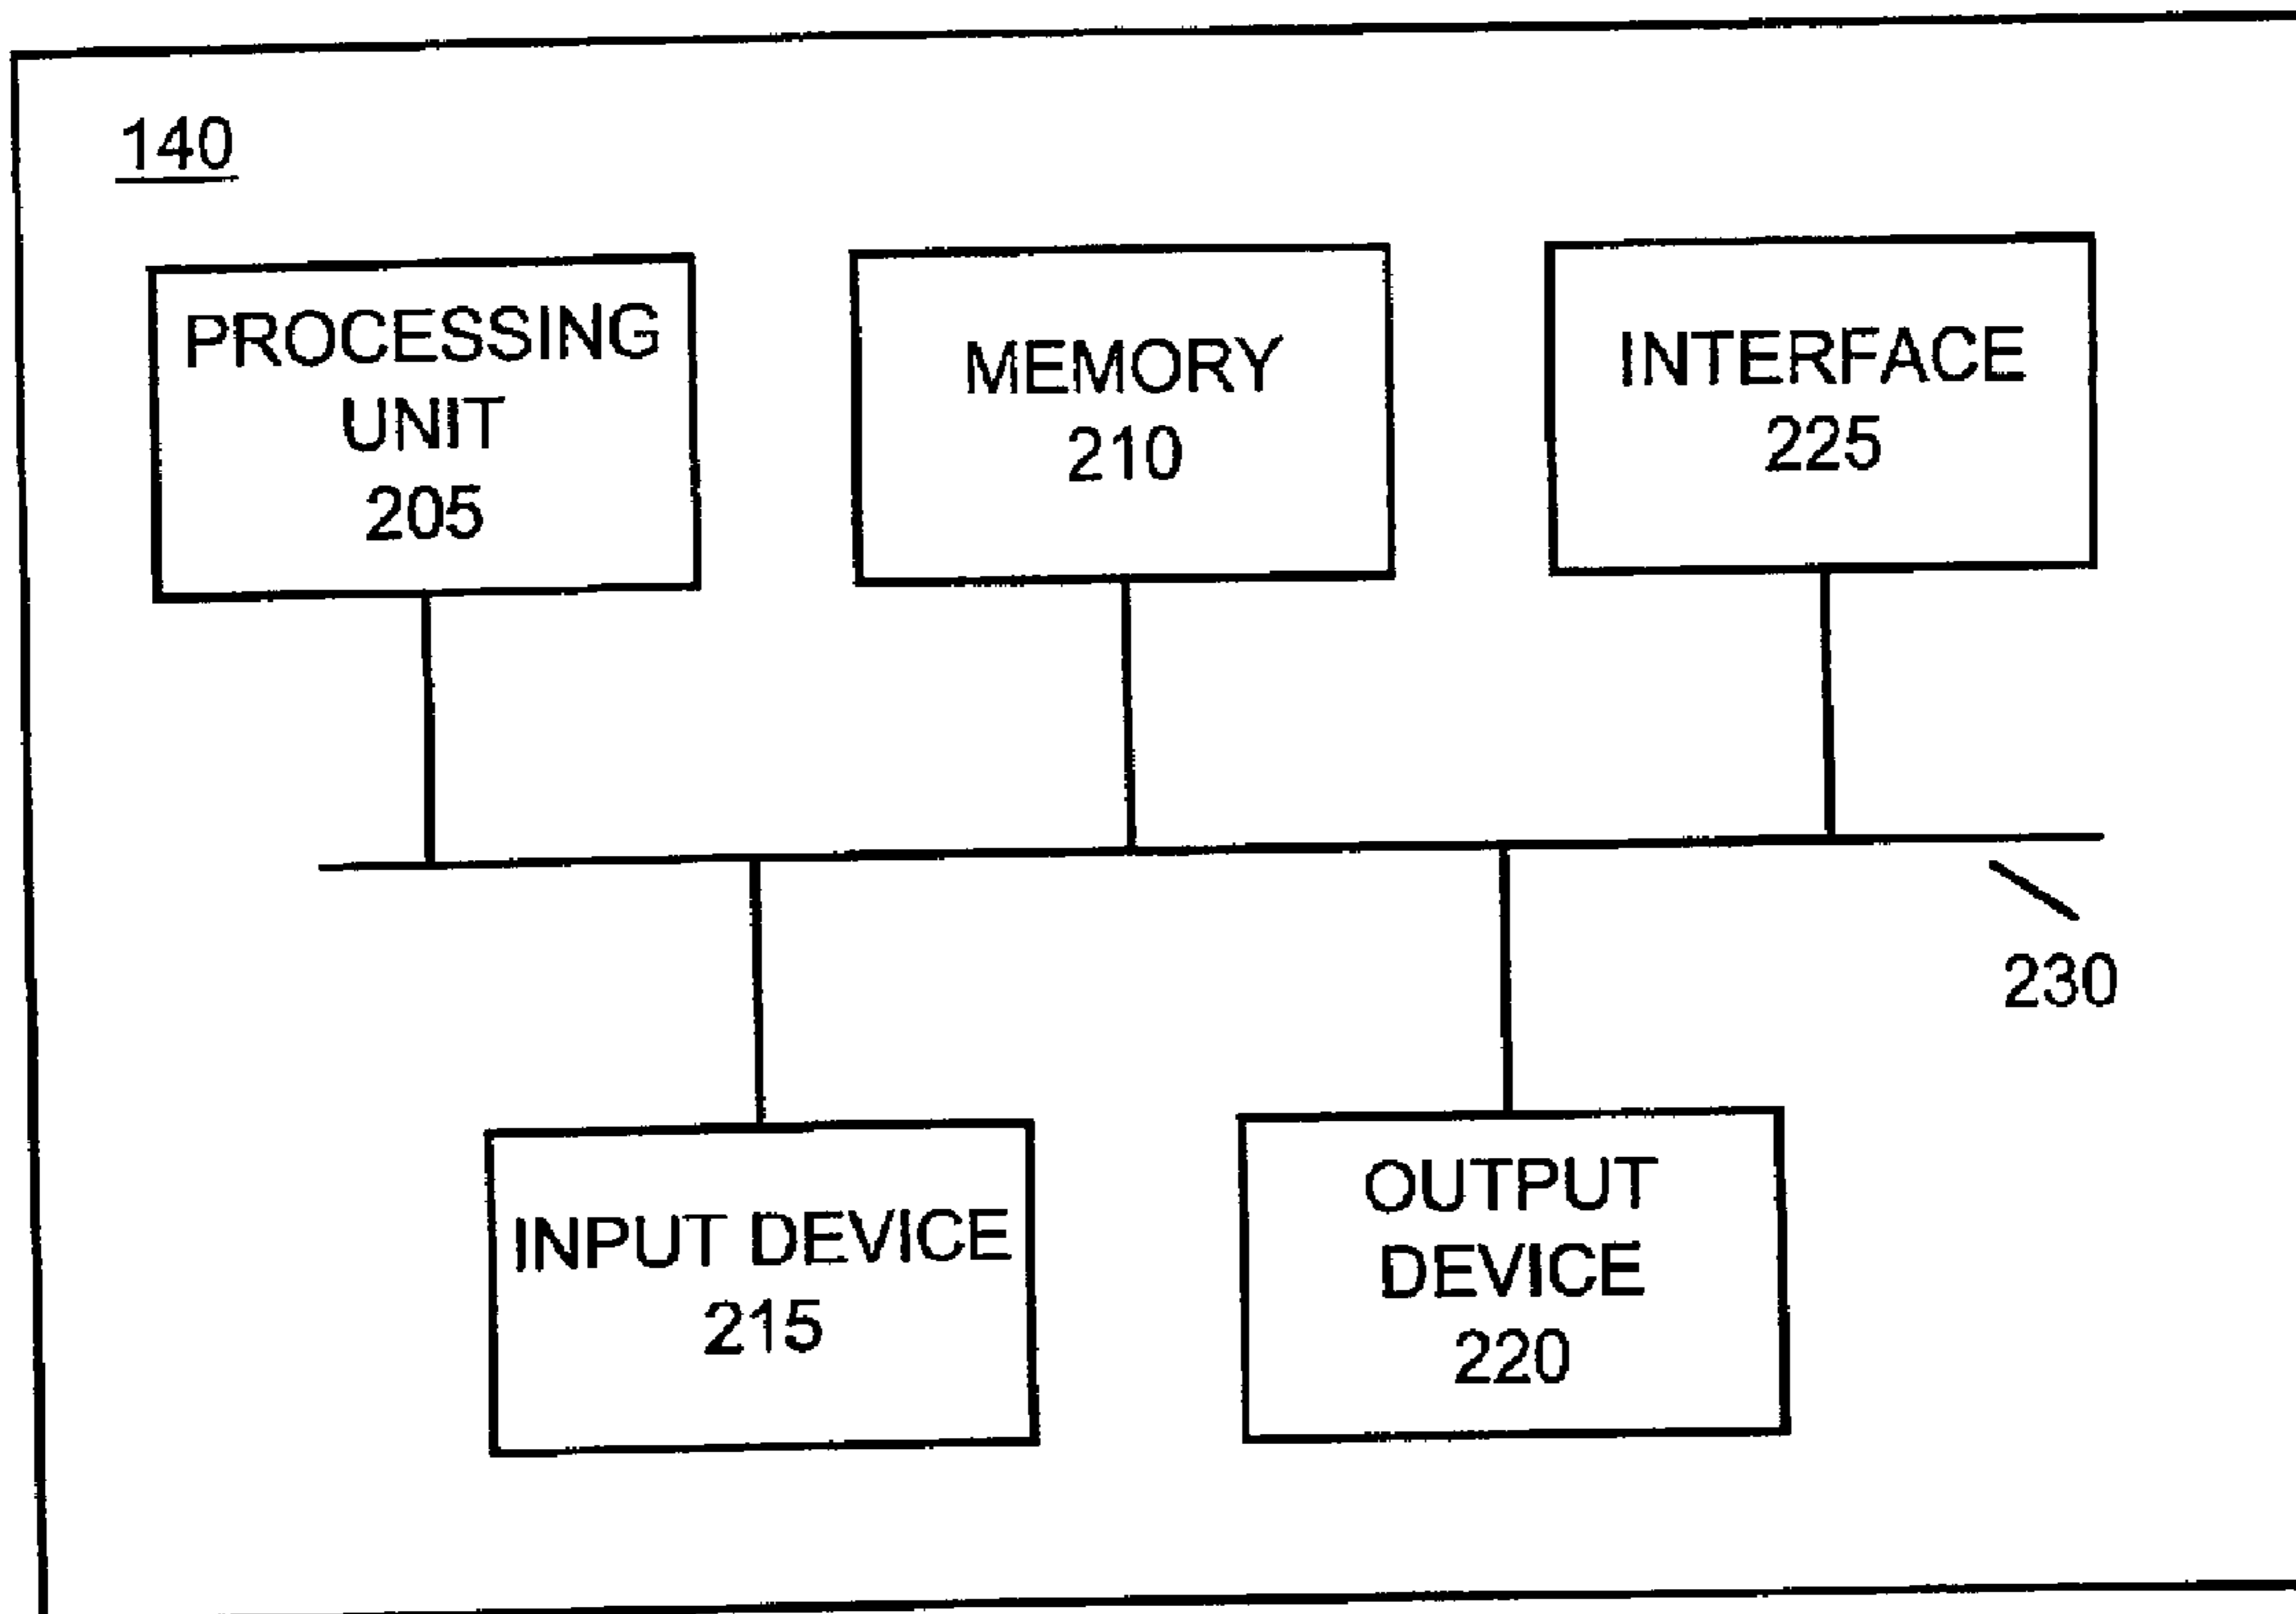 140
PROCESSING
UNIT
205
MEMORY
210
INTERFACE
225
230
INPUT DEVICE
215
OUTPUT
DEVICE
220